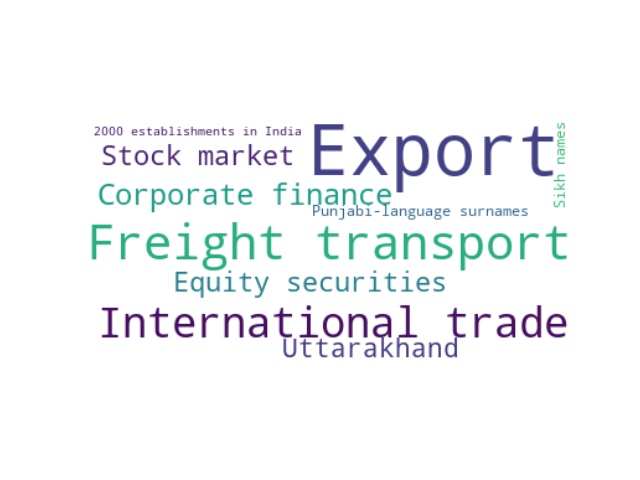 2000 establishments in India
Export
Sikh names
Stock market
Corporate finance
Punjabi-language surnames
Freight transport
Equity securities
International trade
Uttarakhand